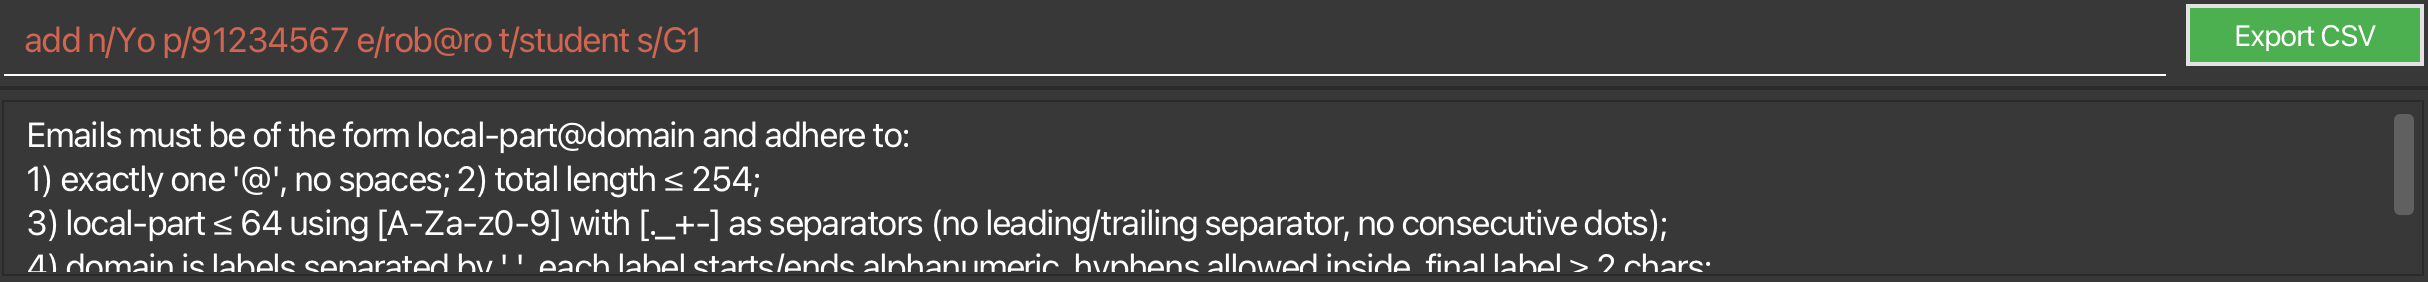 add n/Yo p/91234567 e/rob@ro t/student s/G1
Export CSV
Emails must be of the form local-part@domain and adhere to:
1) exactly one '@', no spaces; 2) total length ≤ 254;
3) local-part ≤ 64 using [A-Za-z0-9] with [._+-] as separators (no leading/trailing separator, no consecutive dots);
4) domain is labels separated by ' ' each label starts/ends alphanumeric, hyphens allowed inside, final label ≥ 2 chars;